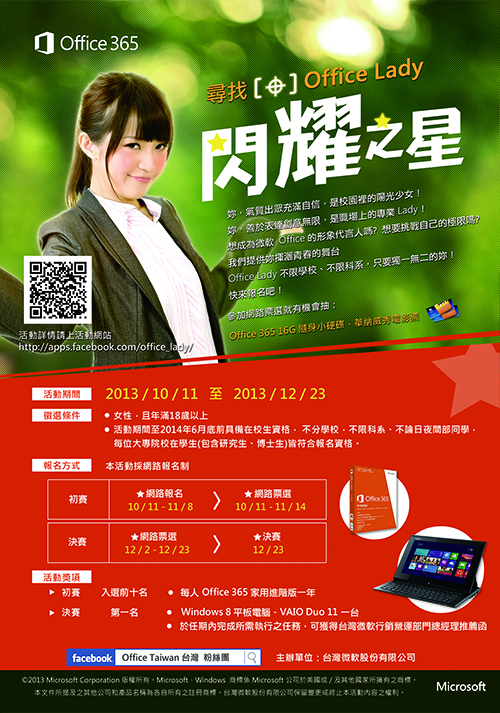 Office 365
尋找 Office Lady
閃耀之星
妳，氣質出眾充滿自信，是校園裡的陽光少女！
妳，善於表達創意無限，是職場上的專業 Lady！
想成為微軟 Office 的形象代言人嗎? 想要挑戰自己的極限嗎?
我們提供妳揮灑青春的舞台
Office Lady 不限學校、不限科系、只要獨一無二的妳！
快來報名吧！
參加網路票選就有機會抽：
Office 365 16G 隨身小硬碟，華納威秀電影票
活動詳情請上活動網站
http://apps.facebook.com/office_lady/
活動期間 2013 / 10 / 11 至 2013 / 12 / 23
徵選條件 ● 女性，且年滿18歲以上
● 活動期間至2014年6月底前具備在校生資格， 不分學校，不限科系、不論日夜間部同學，
每位大專院校在學生(包含研究生、博士生)皆符合報名資格。
報名方式 本活動採網路報名制
初賽 ★網路報名 10 / 11 - 11 / 8 〉 ★網路票選 10 / 11 - 11 / 14
決賽 ★網路票選 12 / 2 - 12 / 23 〉 ★決賽 12 / 23
Office 365
活動獎項
▶ 初賽 入選前十名 ● 每人 Office 365 家用進階版一年
▶ 決賽 第一名 ● Windows 8 平板電腦 - VAIO Duo 11 一台
● 於任期內完成所需執行之任務，可獲得台灣微軟行銷營運部門總經理推薦函
facebook Office Taiwan 台灣 粉絲團 主辦單位：台灣微軟股份有限公司
©2013 Microsoft Corporation 版權所有。Microsoft、Windows 商標係 Microsoft 公司於美國或 / 及其他國家所擁有之商標。
本文件所提及之其他公司和產品名稱為各自所有之註冊商標。台灣微軟股份有限公司保留變更或終止本活動內容之權利。
Microsoft